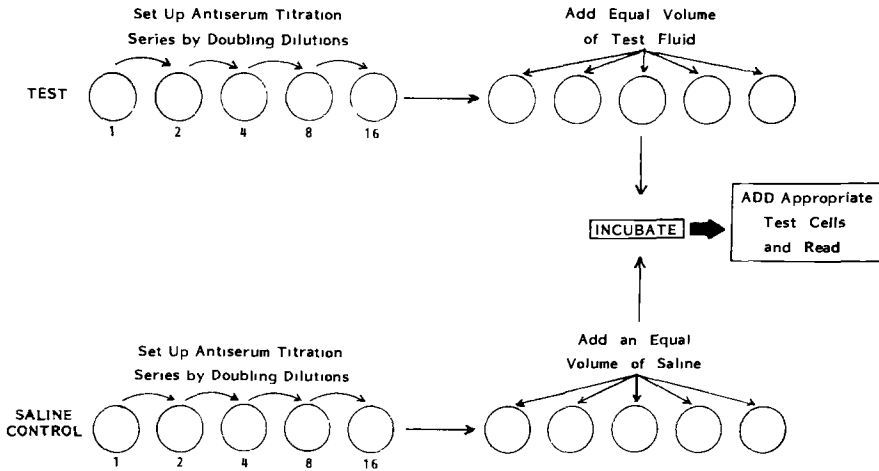 Set Up Antiserum Titration
Series by Doubling Dilutions
Add Equal Volume
of Test Fluid
TEST
1 2 4 8 16
INCUBATE
ADD Appropriate
Test Cells
and Read
Set Up Antiserum Titration
Series by Doubling Dilutions
Add an Equal
Volume of Saline
SALINE
CONTROL
1 2 4 8 16